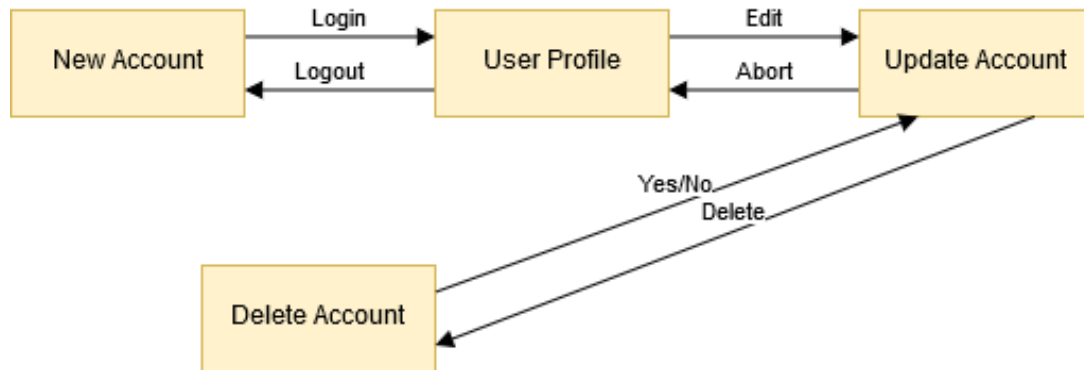 Login
Edit
New Account
User Profile
Update Account
Logout
Abort
Yes/No
Delete
Delete Account